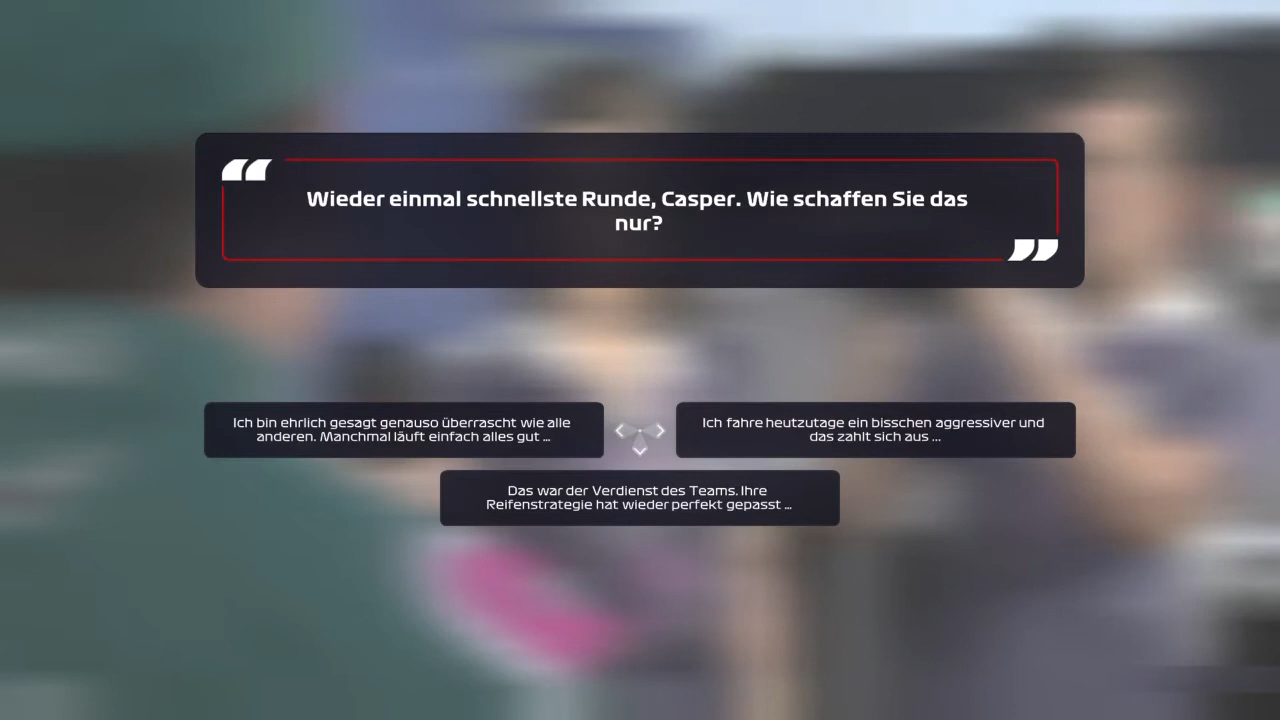 Wieder einmal schnellste Runde, Casper. Wie schaffen Sie das
nur?
Ich bin ehrlich gesagt genauso überrascht wie alle
anderen. Manchmal läuft einfach alles gut ...
Ich fahre heutzutage ein bisschen aggressiver und
das zahlt sich aus ...
Das war der Verdienst des Teams. Ihre
Reifenstrategie hat wieder perfekt gepasst ...